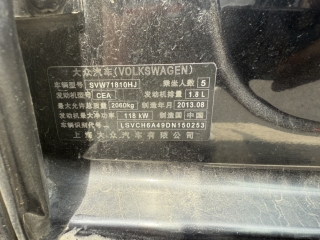 大众汽车(VOLKSWAGEN)
车辆型号 SVW71810HJ 乘坐人数 5
发动机型号 CEA 发动机排量 1.8 L
最大允许总质量 2060kg 制造年月 2013.08
发动机最大净功率 118 kW 制造国 中国
车辆识别代号 LSVCH6A49DN150253
上海大众汽车有限公司